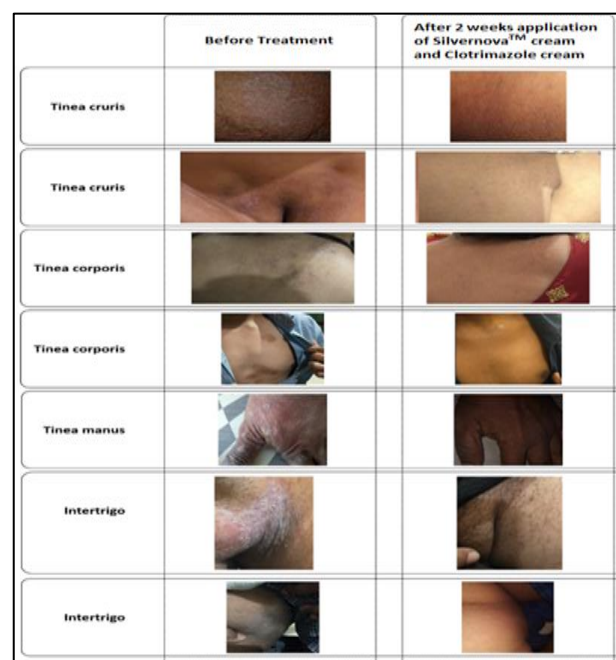 Before Treatment
After 2 weeks application
of Silvernova™ cream
and Clotrimazole cream
Tinea cruris
Tinea cruris
Tinea corporis
Tinea corporis
Tinea manus
Intertrigo
Intertrigo